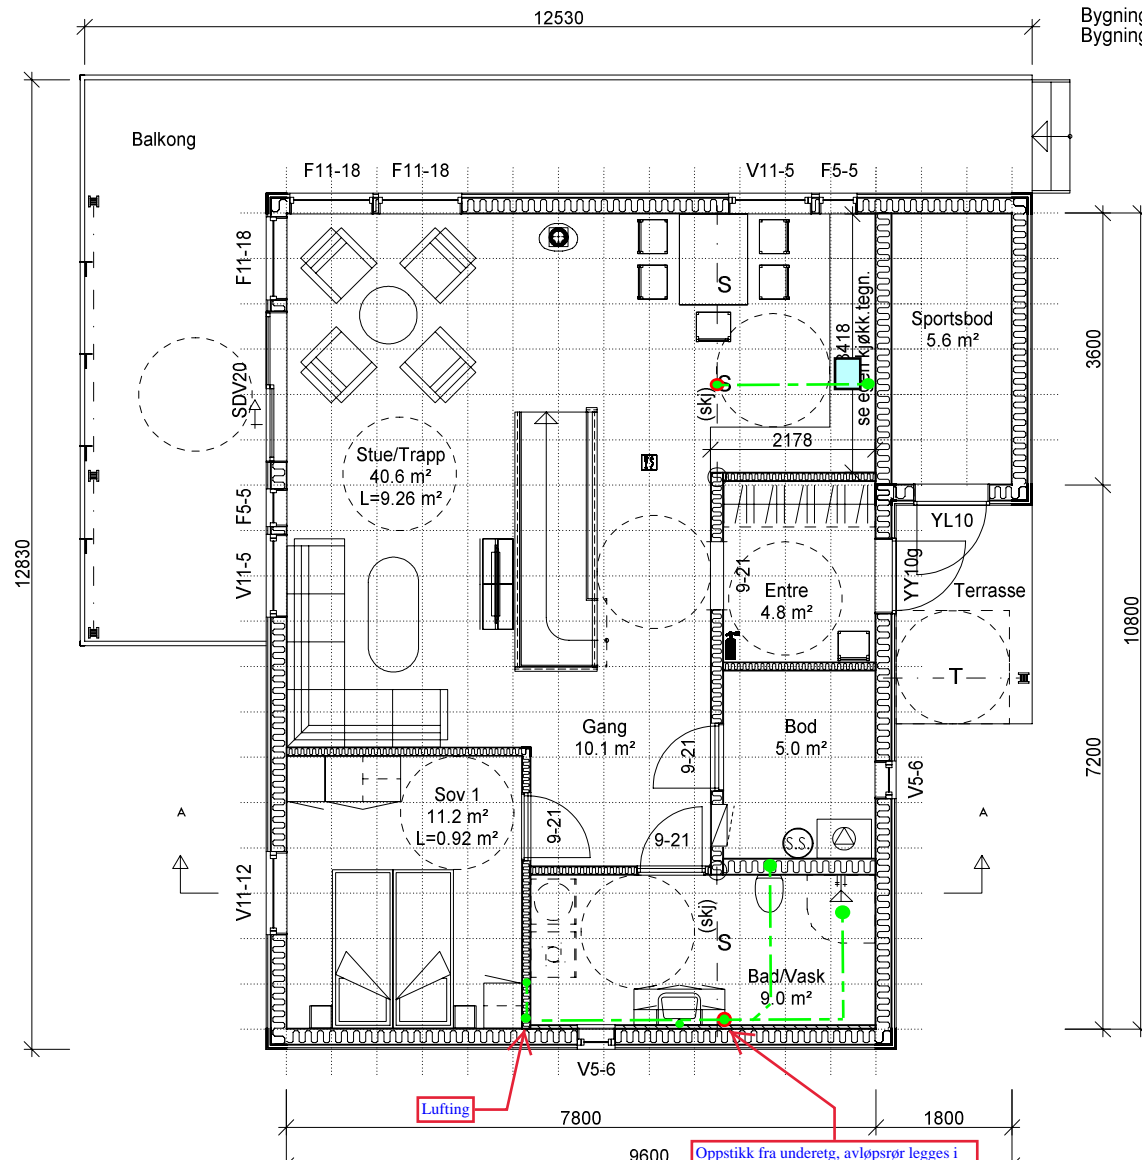 12530
Bygning
Bygning
Balkong
F11-18
F11-18
V11-5
F5-5
F11-18
S
se egen kjøkk.tegn.
3418
Sportsbod
5.6 m²
3600
SDV20
S
(skj)
2178
Stue/Trapp
40.6 m²
L=9.26 m²
F5-5
YL10
V11-5
9-21
YY10g
12830
Entre
4.8 m²
Terrasse
10800
T
Gang
10.1 m²
Bod
5.0 m²
9-21
7200
V5-6
Sov 1
11.2 m²
L=0.92 m²
A
A
9-21
9-21
S.S.
V11-12
(skj)
S
Bad/Vask
9.0 m²
V5-6
Lufting
7800
1800
9600
Oppstikk fra underetg, avløpsrør legges i